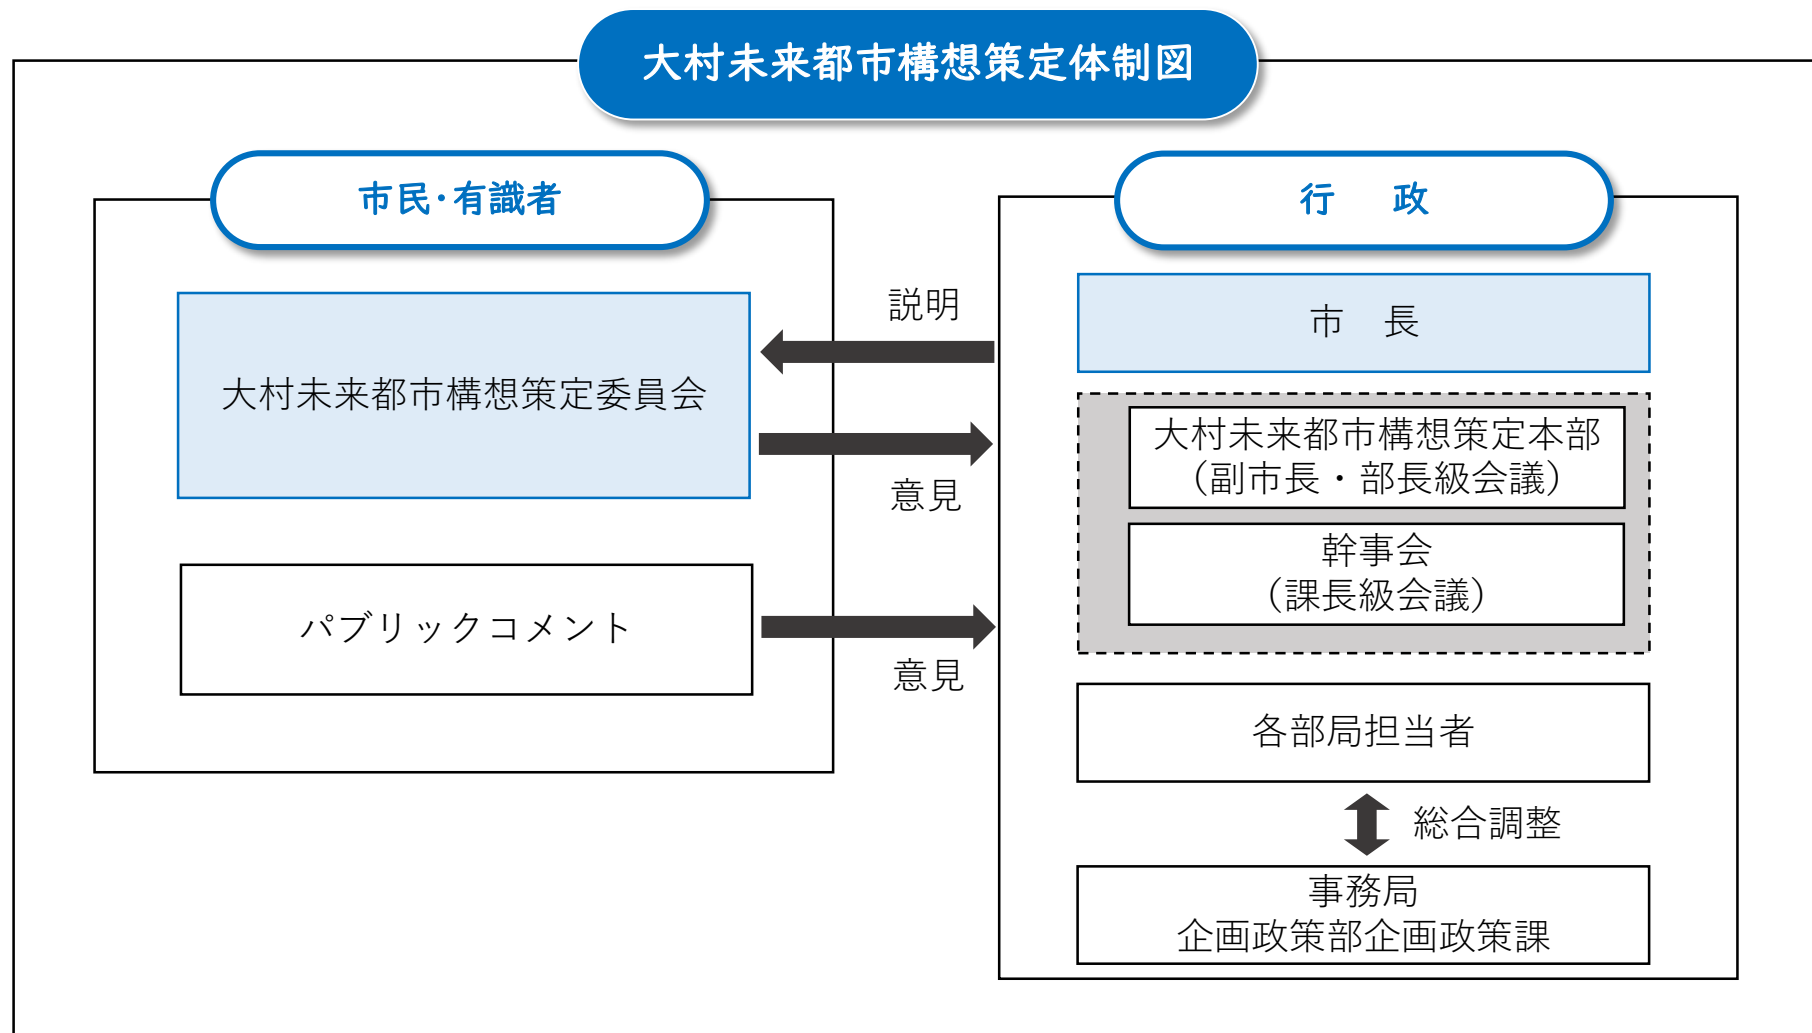 大村未来都市構想策定体制図
市民・有識者
大村未来都市構想策定委員会
パブリックコメント
説明
意見
意見
行　政
市　長
大村未来都市構想策定本部
（副市長・部長級会議）
幹事会
（課長級会議）
各部局担当者
総合調整
事務局
企画政策部企画政策課